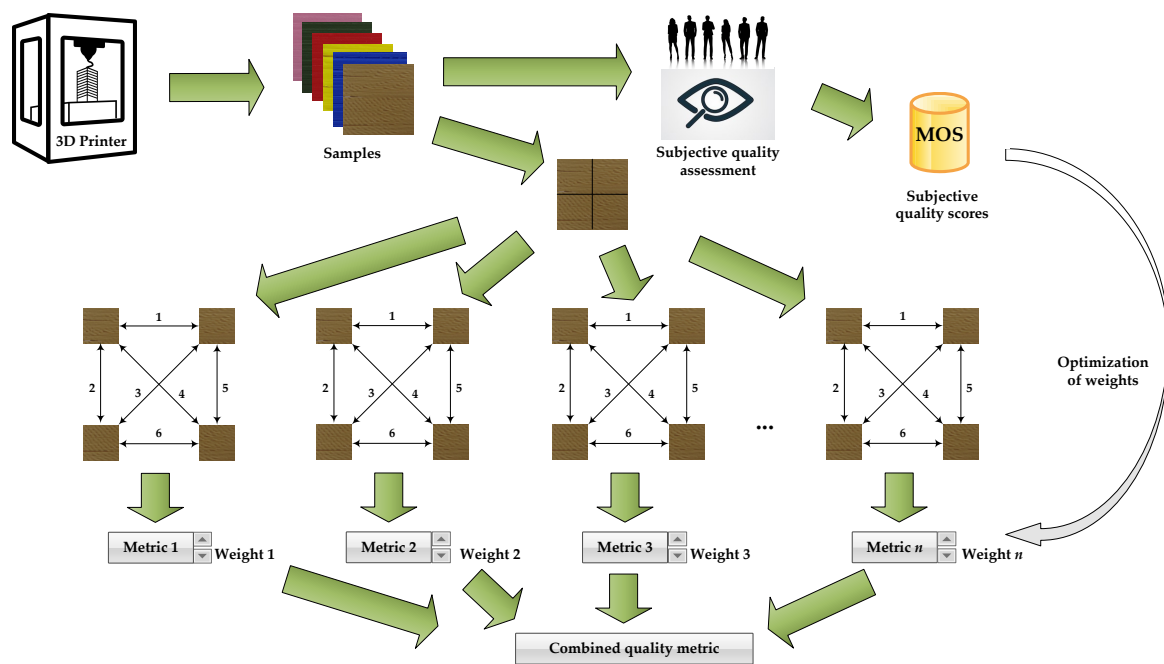 3D Printer
Samples
Subjective quality
assessment
MOS
Subjective
quality scores
1
2
3
4
5
6
1
2
3
4
5
6
1
2
3
4
5
6
...
1
2
3
4
5
6
Optimization
of weights
Metric 1
Weight 1
Metric 2
Weight 2
Metric 3
Weight 3
Metric n
Weight n
Combined quality metric